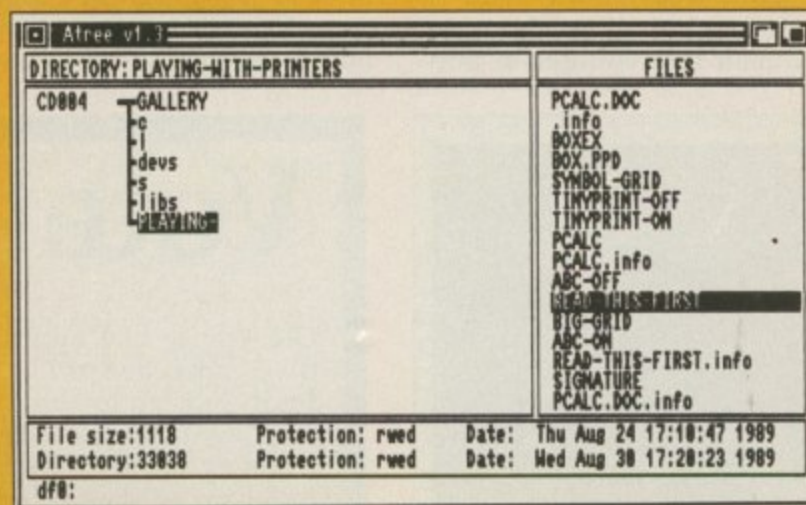 Atree v1.3
DIRECTORY: PLAYING-WITH-PRINTERS
CD004 GALLERY
c
l
devs
s
libs
PLAYING-
FILES
PCALC.DOC
.info
BOXEX
BOX.PPD
SYMBOL-GRID
TINYPRINT-OFF
TINYPRINT-ON
PCALC
PCALC.info
ABC-OFF
READ-THIS-FIRST
BIG-GRID
ABC-ON
READ-THIS-FIRST.info
SIGNATURE
PCALC.DOC.info
File size:1118 Protection: rwed Date: Thu Aug 24 17:10:47 1989
Directory:33038 Protection: rwed Date: Wed Aug 30 17:20:23 1989
df0: